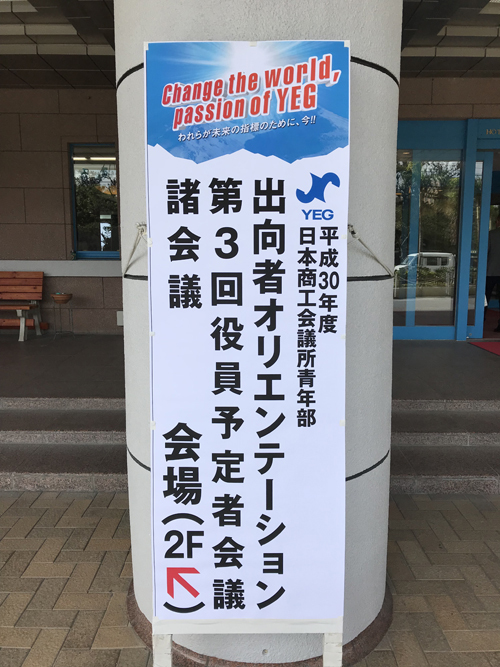 Change the world,
passion of YEG
われらが未来の指標のために、今!!
YEG
平成30年度
日本商工会議所青年部
出向者オリエンテーション
第3回役員予定者会議
諸会議 会場(2F↖)